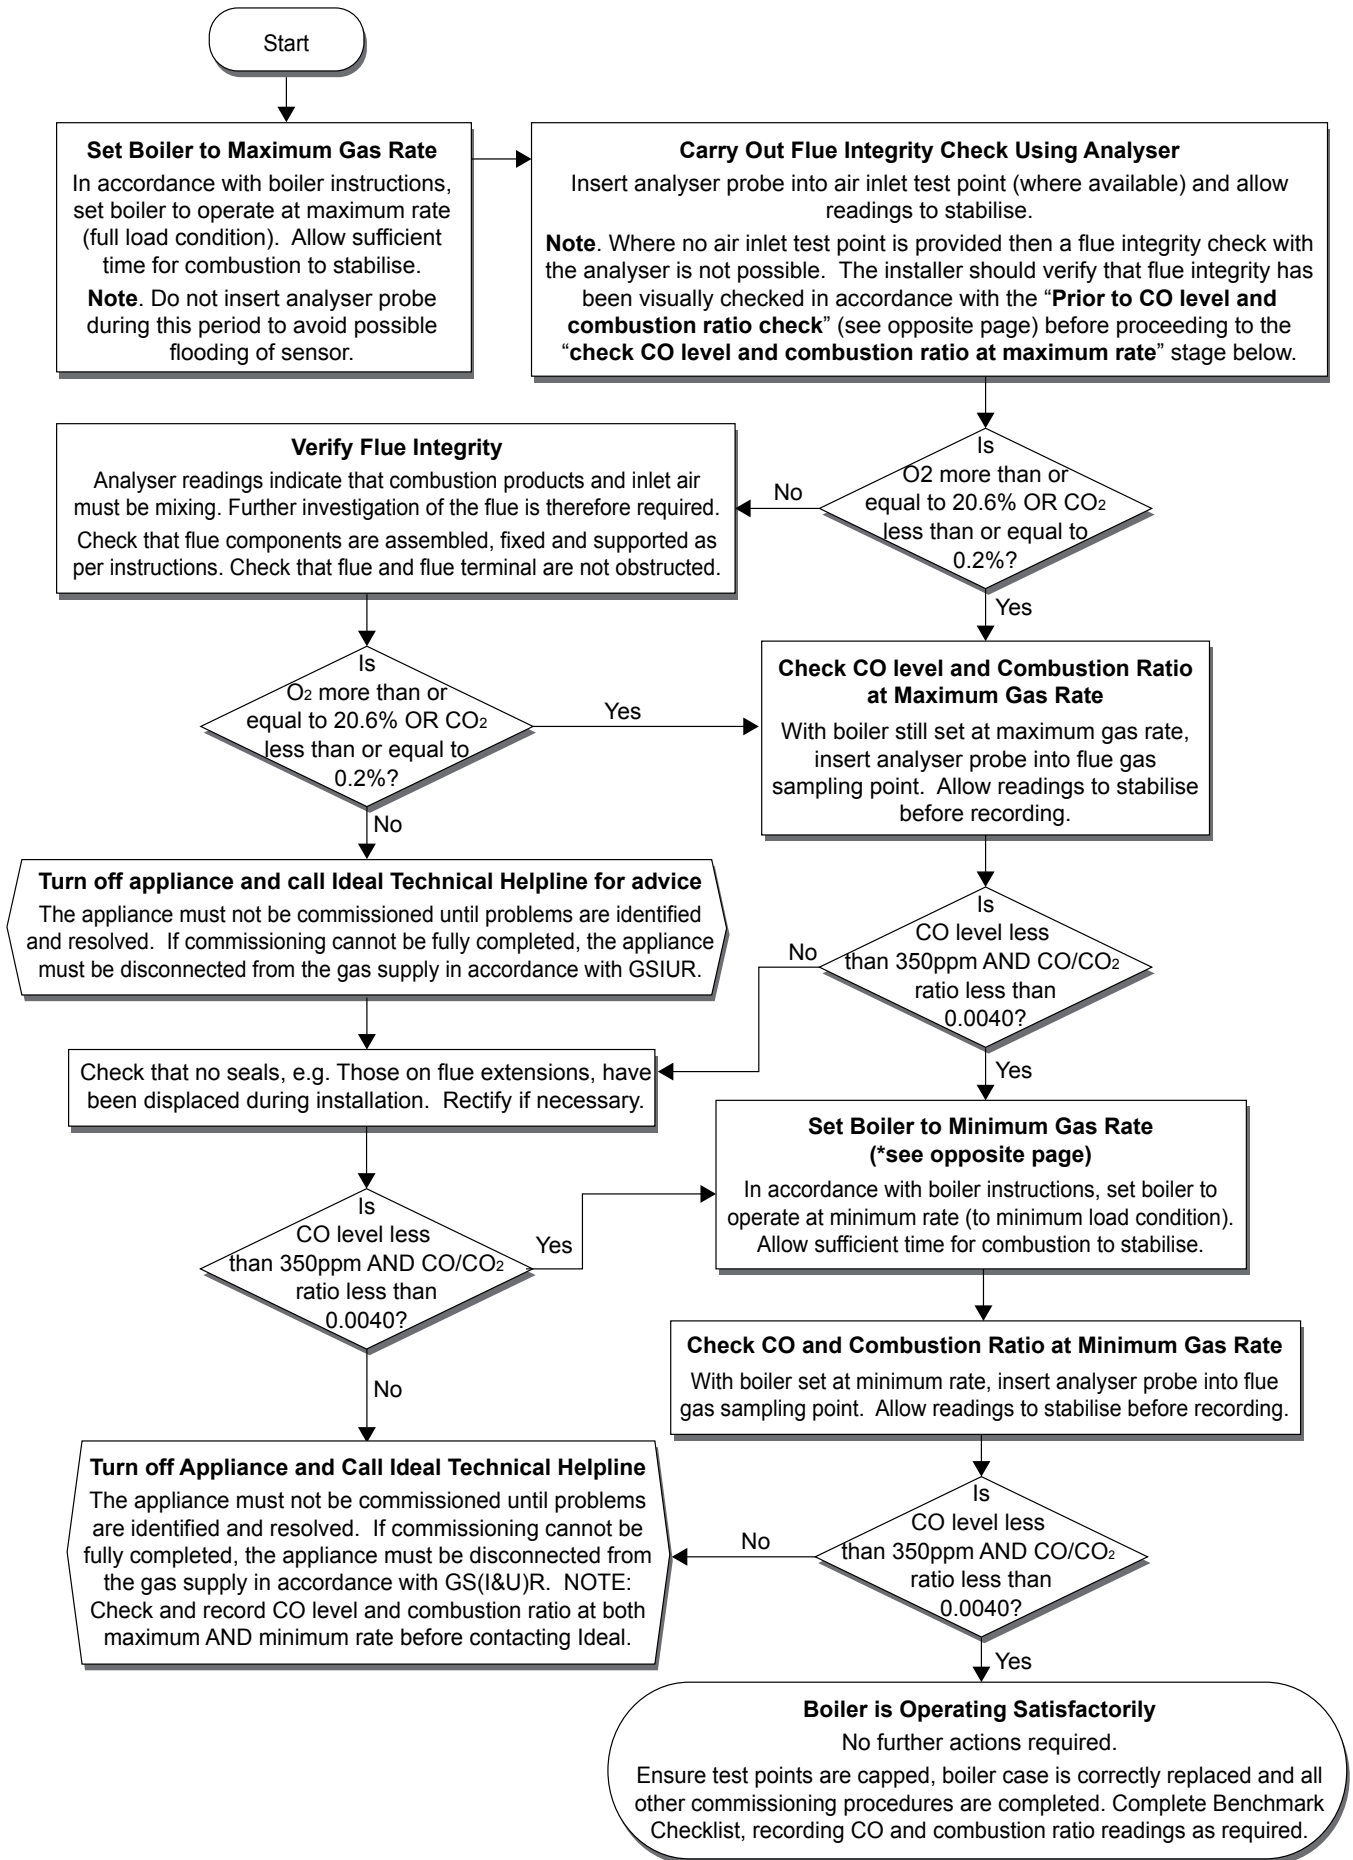 Start
Set Boiler to Maximum Gas Rate
In accordance with boiler instructions,
set boiler to operate at maximum rate
(full load condition). Allow sufficient
time for combustion to stabilise.
Note. Do not insert analyser probe
during this period to avoid possible
flooding of sensor.
Carry Out Flue Integrity Check Using Analyser
Insert analyser probe into air inlet test point (where available) and allow
readings to stabilise.
Note. Where no air inlet test point is provided then a flue integrity check with
the analyser is not possible. The installer should verify that flue integrity has
been visually checked in accordance with the “Prior to CO level and
combustion ratio check” (see opposite page) before proceeding to the
“check CO level and combustion ratio at maximum rate” stage below.
Is
O2 more than or
equal to 20.6% OR CO2
less than or equal to
0.2%?
No
Yes
Verify Flue Integrity
Analyser readings indicate that combustion products and inlet air
must be mixing. Further investigation of the flue is therefore required.
Check that flue components are assembled, fixed and supported as
per instructions. Check that flue and flue terminal are not obstructed.
Is
O2 more than or
equal to 20.6% OR CO2
less than or equal to
0.2%?
Yes
No
Check CO level and Combustion Ratio
at Maximum Gas Rate
With boiler still set at maximum gas rate,
insert analyser probe into flue gas
sampling point. Allow readings to stabilise
before recording.
Turn off appliance and call Ideal Technical Helpline for advice
The appliance must not be commissioned until problems are identified
and resolved. If commissioning cannot be fully completed, the appliance
must be disconnected from the gas supply in accordance with GSIUR.
Is
CO level less
than 350ppm AND CO/CO2
ratio less than
0.0040?
No
Yes
Check that no seals, e.g. Those on flue extensions, have
been displaced during installation. Rectify if necessary.
Set Boiler to Minimum Gas Rate
(*see opposite page)
In accordance with boiler instructions, set boiler to
operate at minimum rate (to minimum load condition).
Allow sufficient time for combustion to stabilise.
Is
CO level less
than 350ppm AND CO/CO2
ratio less than
0.0040?
Yes
No
Check CO and Combustion Ratio at Minimum Gas Rate
With boiler set at minimum rate, insert analyser probe into flue
gas sampling point. Allow readings to stabilise before recording.
Turn off Appliance and Call Ideal Technical Helpline
The appliance must not be commissioned until problems
are identified and resolved. If commissioning cannot be
fully completed, the appliance must be disconnected from
the gas supply in accordance with GS(I&U)R. NOTE:
Check and record CO level and combustion ratio at both
maximum AND minimum rate before contacting Ideal.
Is
CO level less
than 350ppm AND CO/CO2
ratio less than
0.0040?
No
Yes
Boiler is Operating Satisfactorily
No further actions required.
Ensure test points are capped, boiler case is correctly replaced and all
other commissioning procedures are completed. Complete Benchmark
Checklist, recording CO and combustion ratio readings as required.